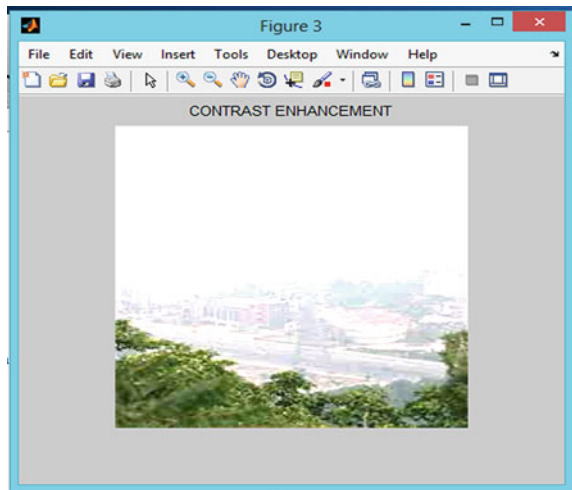 Figure 3
File Edit View Insert Tools Desktop Window Help
CONTRAST ENHANCEMENT